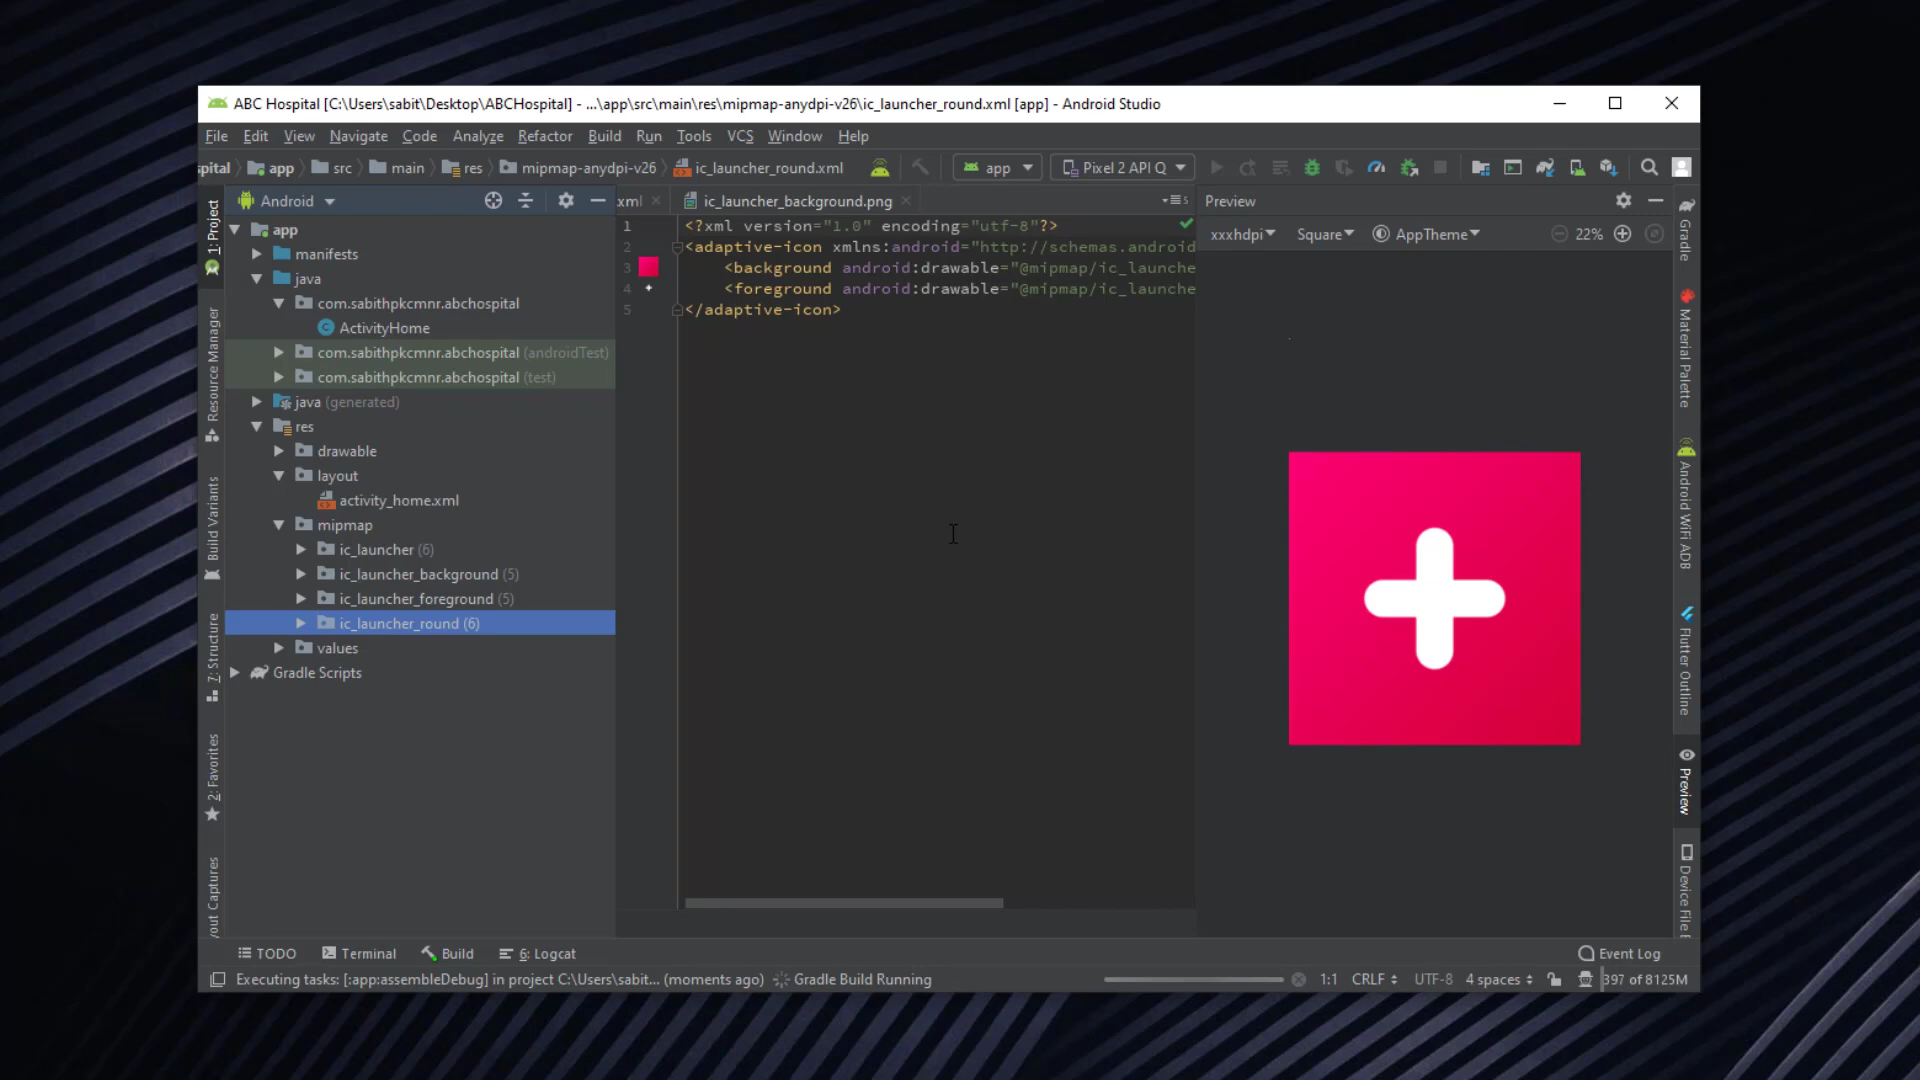 ABC Hospital [C:\Users\sabit\Desktop\ABCHospital] - ...\app\src\main\res\mipmap-anydpi-v26\ic_launcher_round.xml [app] - Android Studio
File Edit View Navigate Code Analyze Refactor Build Run Tools VCS Window Help
spital app src main res mipmap-anydpi-v26 ic_launcher_round.xml app Pixel 2 API Q
Android
xml ic_launcher_background.png
Preview
xxxhdpi Square AppTheme 22%
app
manifests
java
com.sabithpkcmnr.abchospital
ActivityHome
com.sabithpkcmnr.abchospital (androidTest)
com.sabithpkcmnr.abchospital (test)
java (generated)
res
drawable
layout
activity_home.xml
mipmap
ic_launcher (6)
ic_launcher_background (5)
ic_launcher_foreground (5)
ic_launcher_round (6)
values
Gradle Scripts
1 <?xml version="1.0" encoding="utf-8"?>
2 <adaptive-icon xmlns:android="http://schemas.android
3 <background android:drawable="@mipmap/ic_launche
4 <foreground android:drawable="@mipmap/ic_launche
5 </adaptive-icon>
1: Project
Resource Manager
Build Variants
7: Structure
2: Favorites
yout Captures
Gradle
Material Palette
Android WiFi ADB
Flutter Outline
Preview
Device File E
TODO Terminal Build 6: Logcat Event Log
Executing tasks: [:app:assembleDebug] in project C:\Users\sabit... (moments ago) Gradle Build Running 1:1 CRLF UTF-8 4 spaces 397 of 8125M